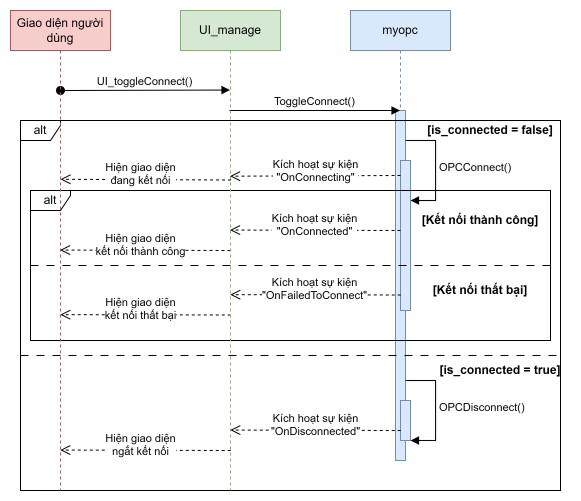 Giao diện người
dùng
UI_manage
myopc
UI_toggleConnect()
ToggleConnect()
alt
[is_connected = false]
OPCConnect()
Kích hoạt sự kiện
"OnConnecting"
Hiện giao diện
đang kết nối
alt
[Kết nối thành công]
Kích hoạt sự kiện
"OnConnected"
Hiện giao diện
kết nối thành công
[Kết nối thất bại]
Kích hoạt sự kiện
"OnFailedToConnect"
Hiện giao diện
kết nối thất bại
[is_connected = true]
OPCDisconnect()
Kích hoạt sự kiện
"OnDisconnected"
Hiện giao diện
ngắt kết nối